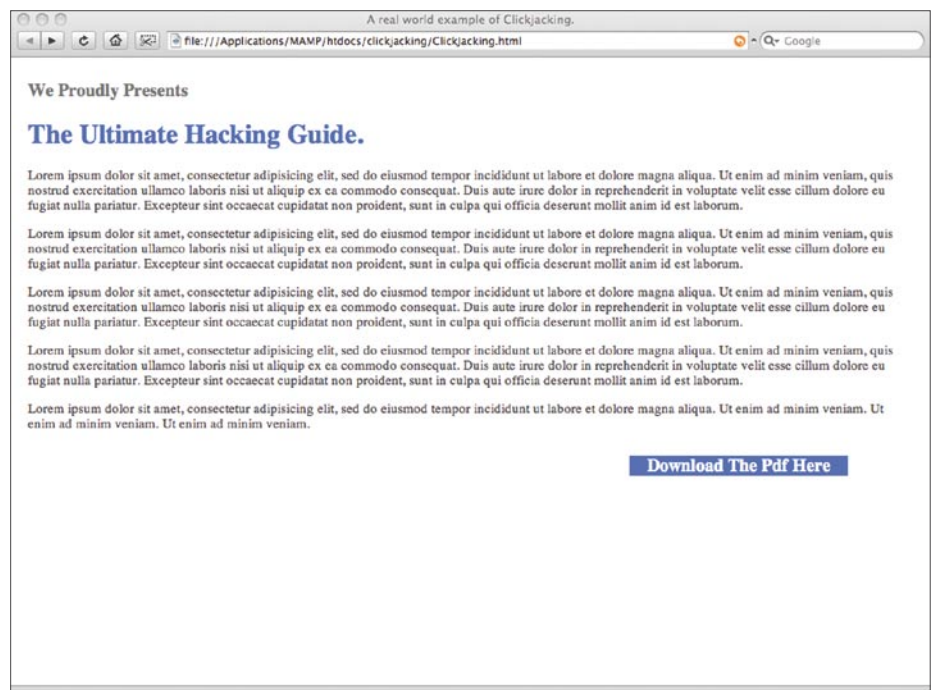 A real world example of Clickjacking.
file:///Applications/MAMP/htdocs/clickjacking/Clickjacking.html
Google
We Proudly Presents
The Ultimate Hacking Guide.
Lorem ipsum dolor sit amet, consectetur adipisicing elit, sed do eiusmod tempor incididunt ut labore et dolore magna aliqua. Ut enim ad minim veniam, quis
nostrud exercitation ullamco laboris nisi ut aliquip ex ea commodo consequat. Duis aute irure dolor in reprehenderit in voluptate velit esse cillum dolore eu
fugiat nulla pariatur. Excepteur sint occaecat cupidatat non proident, sunt in culpa qui officia deserunt mollit anim id est laborum.
Lorem ipsum dolor sit amet, consectetur adipisicing elit, sed do eiusmod tempor incididunt ut labore et dolore magna aliqua. Ut enim ad minim veniam, quis
nostrud exercitation ullamco laboris nisi ut aliquip ex ea commodo consequat. Duis aute irure dolor in reprehenderit in voluptate velit esse cillum dolore eu
fugiat nulla pariatur. Excepteur sint occaecat cupidatat non proident, sunt in culpa qui officia deserunt mollit anim id est laborum.
Lorem ipsum dolor sit amet, consectetur adipisicing elit, sed do eiusmod tempor incididunt ut labore et dolore magna aliqua. Ut enim ad minim veniam, quis
nostrud exercitation ullamco laboris nisi ut aliquip ex ea commodo consequat. Duis aute irure dolor in reprehenderit in voluptate velit esse cillum dolore eu
fugiat nulla pariatur. Excepteur sint occaecat cupidatat non proident, sunt in culpa qui officia deserunt mollit anim id est laborum.
Lorem ipsum dolor sit amet, consectetur adipisicing elit, sed do eiusmod tempor incididunt ut labore et dolore magna aliqua. Ut enim ad minim veniam, quis
nostrud exercitation ullamco laboris nisi ut aliquip ex ea commodo consequat. Duis aute irure dolor in reprehenderit in voluptate velit esse cillum dolore eu
fugiat nulla pariatur. Excepteur sint occaecat cupidatat non proident, sunt in culpa qui officia deserunt mollit anim id est laborum.
Lorem ipsum dolor sit amet, consectetur adipisicing elit, sed do eiusmod tempor incididunt ut labore et dolore magna aliqua. Ut enim ad minim veniam. Ut
enim ad minim veniam. Ut enim ad minim veniam.
Download The Pdf Here